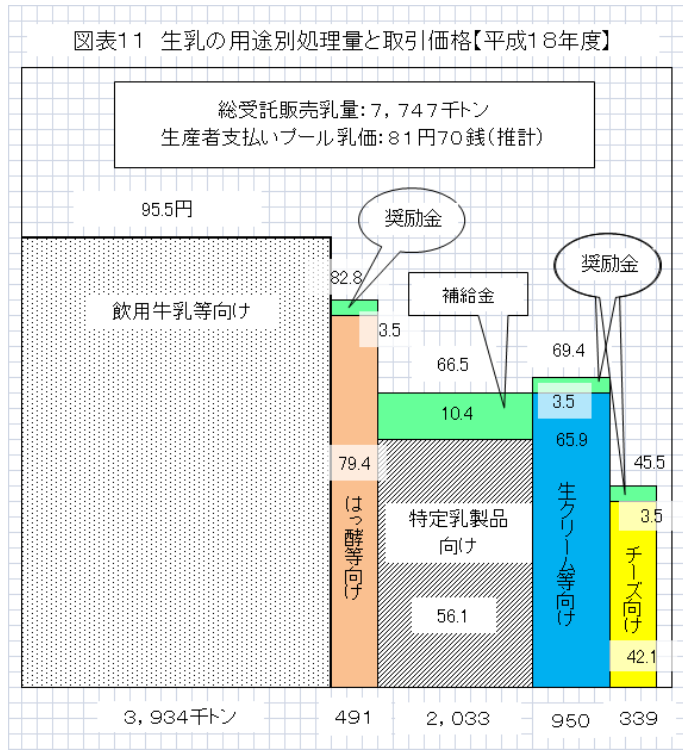 図表11 生乳の用途別処理量と取引価格【平成18年度】
総受託販売乳量:7,747千トン
生産者支払いプール乳価:81円70銭(推計)
95.5円
奨励金
奨励金
82.8
補給金
飲用牛乳等向け
3.5
66.5
69.4
10.4
3.5
65.9
79.4
45.5
はっ酵等向け
特定乳製品
向け
生クリーム等向け
3.5
チーズ向け
56.1
42.1
3,934千トン
491
2,033
950
339